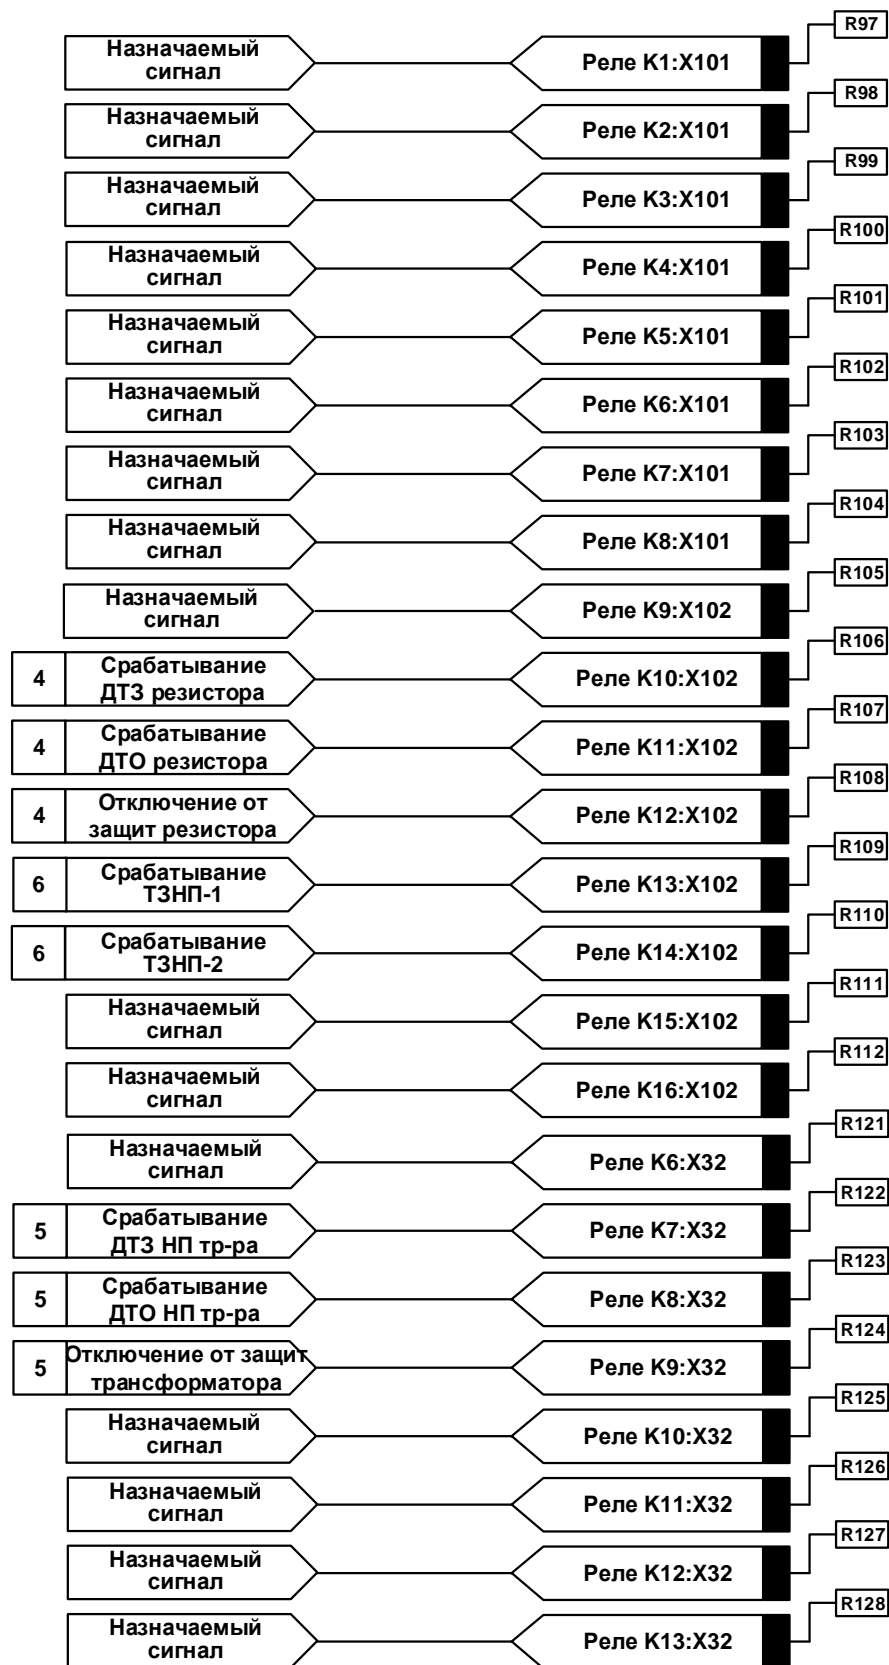 R97
Назначаемый
сигнал
Реле K1:X101
R98
Назначаемый
сигнал
Реле K2:X101
R99
Назначаемый
сигнал
Реле K3:X101
R100
Назначаемый
сигнал
Реле K4:X101
R101
Назначаемый
сигнал
Реле K5:X101
R102
Назначаемый
сигнал
Реле K6:X101
R103
Назначаемый
сигнал
Реле K7:X101
R104
Назначаемый
сигнал
Реле K8:X101
R105
Назначаемый
сигнал
Реле K9:X102
R106
4
Срабатывание
ДТЗ резистора
Реле K10:X102
R107
4
Срабатывание
ДТО резистора
Реле K11:X102
R108
4
Отключение от
защит резистора
Реле K12:X102
R109
6
Срабатывание
ТЗНП-1
Реле K13:X102
R110
6
Срабатывание
ТЗНП-2
Реле K14:X102
R111
Назначаемый
сигнал
Реле K15:X102
R112
Назначаемый
сигнал
Реле K16:X102
R121
Назначаемый
сигнал
Реле K6:X32
R122
5
Срабатывание
ДТЗ НП тр-ра
Реле K7:X32
R123
5
Срабатывание
ДТО НП тр-ра
Реле K8:X32
R124
5
Отключение от защит
трансформатора
Реле K9:X32
R125
Назначаемый
сигнал
Реле K10:X32
R126
Назначаемый
сигнал
Реле K11:X32
R127
Назначаемый
сигнал
Реле K12:X32
R128
Назначаемый
сигнал
Реле K13:X32